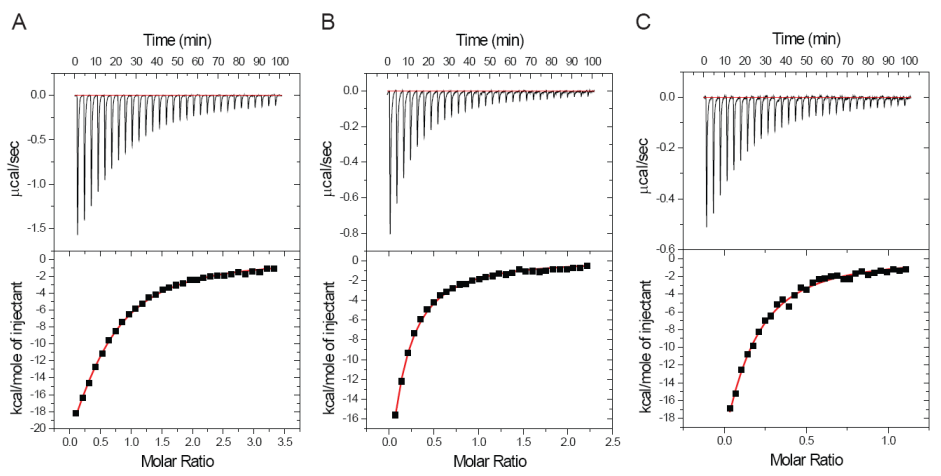 A
Time (min)
0 10 20 30 40 50 60 70 80 90 100
0.0
-0.5
-1.0
-1.5
µcal/sec
0
-2
-4
-6
-8
-10
-12
-14
-16
-18
-20
kcal/mole of injectant
0.0 0.5 1.0 1.5 2.0 2.5 3.0 3.5
Molar Ratio
B
Time (min)
0 10 20 30 40 50 60 70 80 90 100
0.0
-0.2
-0.4
-0.6
-0.8
µcal/sec
0
-2
-4
-6
-8
-10
-12
-14
-16
kcal/mole of injectant
0.0 0.5 1.0 1.5 2.0 2.5
Molar Ratio
C
Time (min)
0 10 20 30 40 50 60 70 80 90 100
0.0
-0.2
-0.4
-0.6
µcal/sec
0
-2
-4
-6
-8
-10
-12
-14
-16
-18
kcal/mole of injectant
0.0 0.5 1.0
Molar Ratio